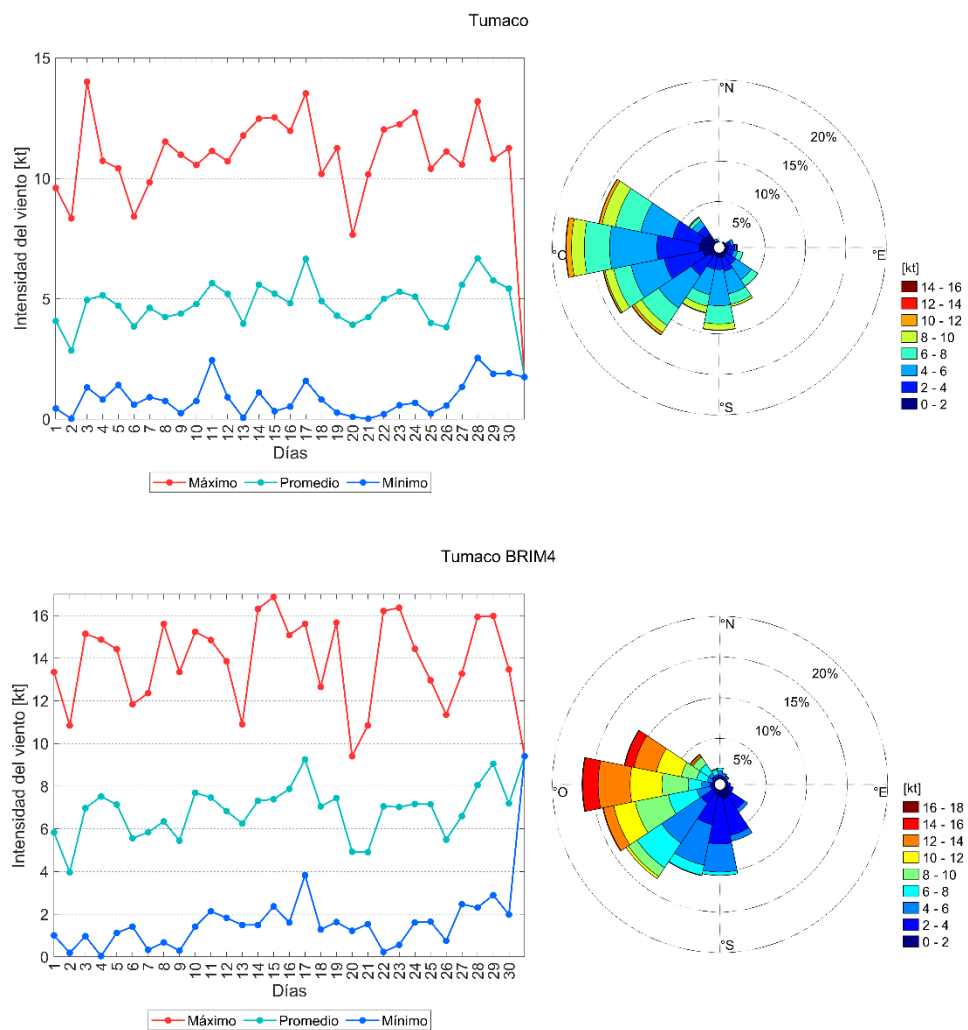 Tumaco
15
10
5
0
Intensidad del viento [kt]
1 2 3 4 5 6 7 8 9 10 11 12 13 14 15 16 17 18 19 20 21 22 23 24 25 26 27 28 29 30
Días
Máximo Promedio Mínimo
°N
20%
15%
10%
5%
°O
°E
°S
[kt]
14 - 16
12 - 14
10 - 12
8 - 10
6 - 8
4 - 6
2 - 4
0 - 2
Tumaco BRIM4
16
14
12
10
8
6
4
2
0
Intensidad del viento [kt]
1 2 3 4 5 6 7 8 9 10 11 12 13 14 15 16 17 18 19 20 21 22 23 24 25 26 27 28 29 30
Días
Máximo Promedio Mínimo
°N
20%
15%
10%
5%
°O
°E
°S
[kt]
16 - 18
14 - 16
12 - 14
10 - 12
8 - 10
6 - 8
4 - 6
2 - 4
0 - 2